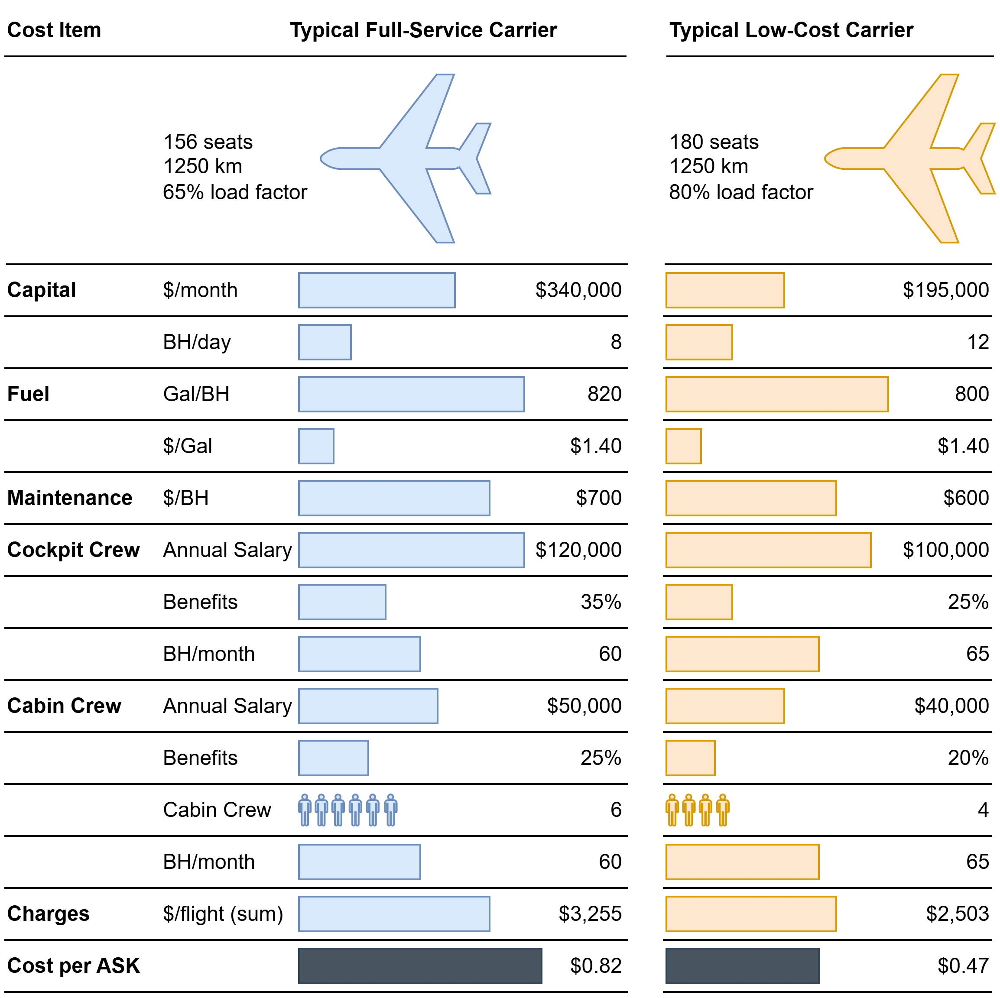 Cost Item Typical Full-Service Carrier Typical Low-Cost Carrier
156 seats 180 seats
1250 km 1250 km
65% load factor 80% load factor
Capital $/month $340,000 $195,000
BH/day 8 12
Fuel Gal/BH 820 800
$/Gal $1.40 $1.40
Maintenance $/BH $700 $600
Cockpit Crew Annual Salary $120,000 $100,000
Benefits 35% 25%
BH/month 60 65
Cabin Crew Annual Salary $50,000 $40,000
Benefits 25% 20%
Cabin Crew 6 4
BH/month 60 65
Charges $/flight (sum) $3,255 $2,503
Cost per ASK $0.82 $0.47